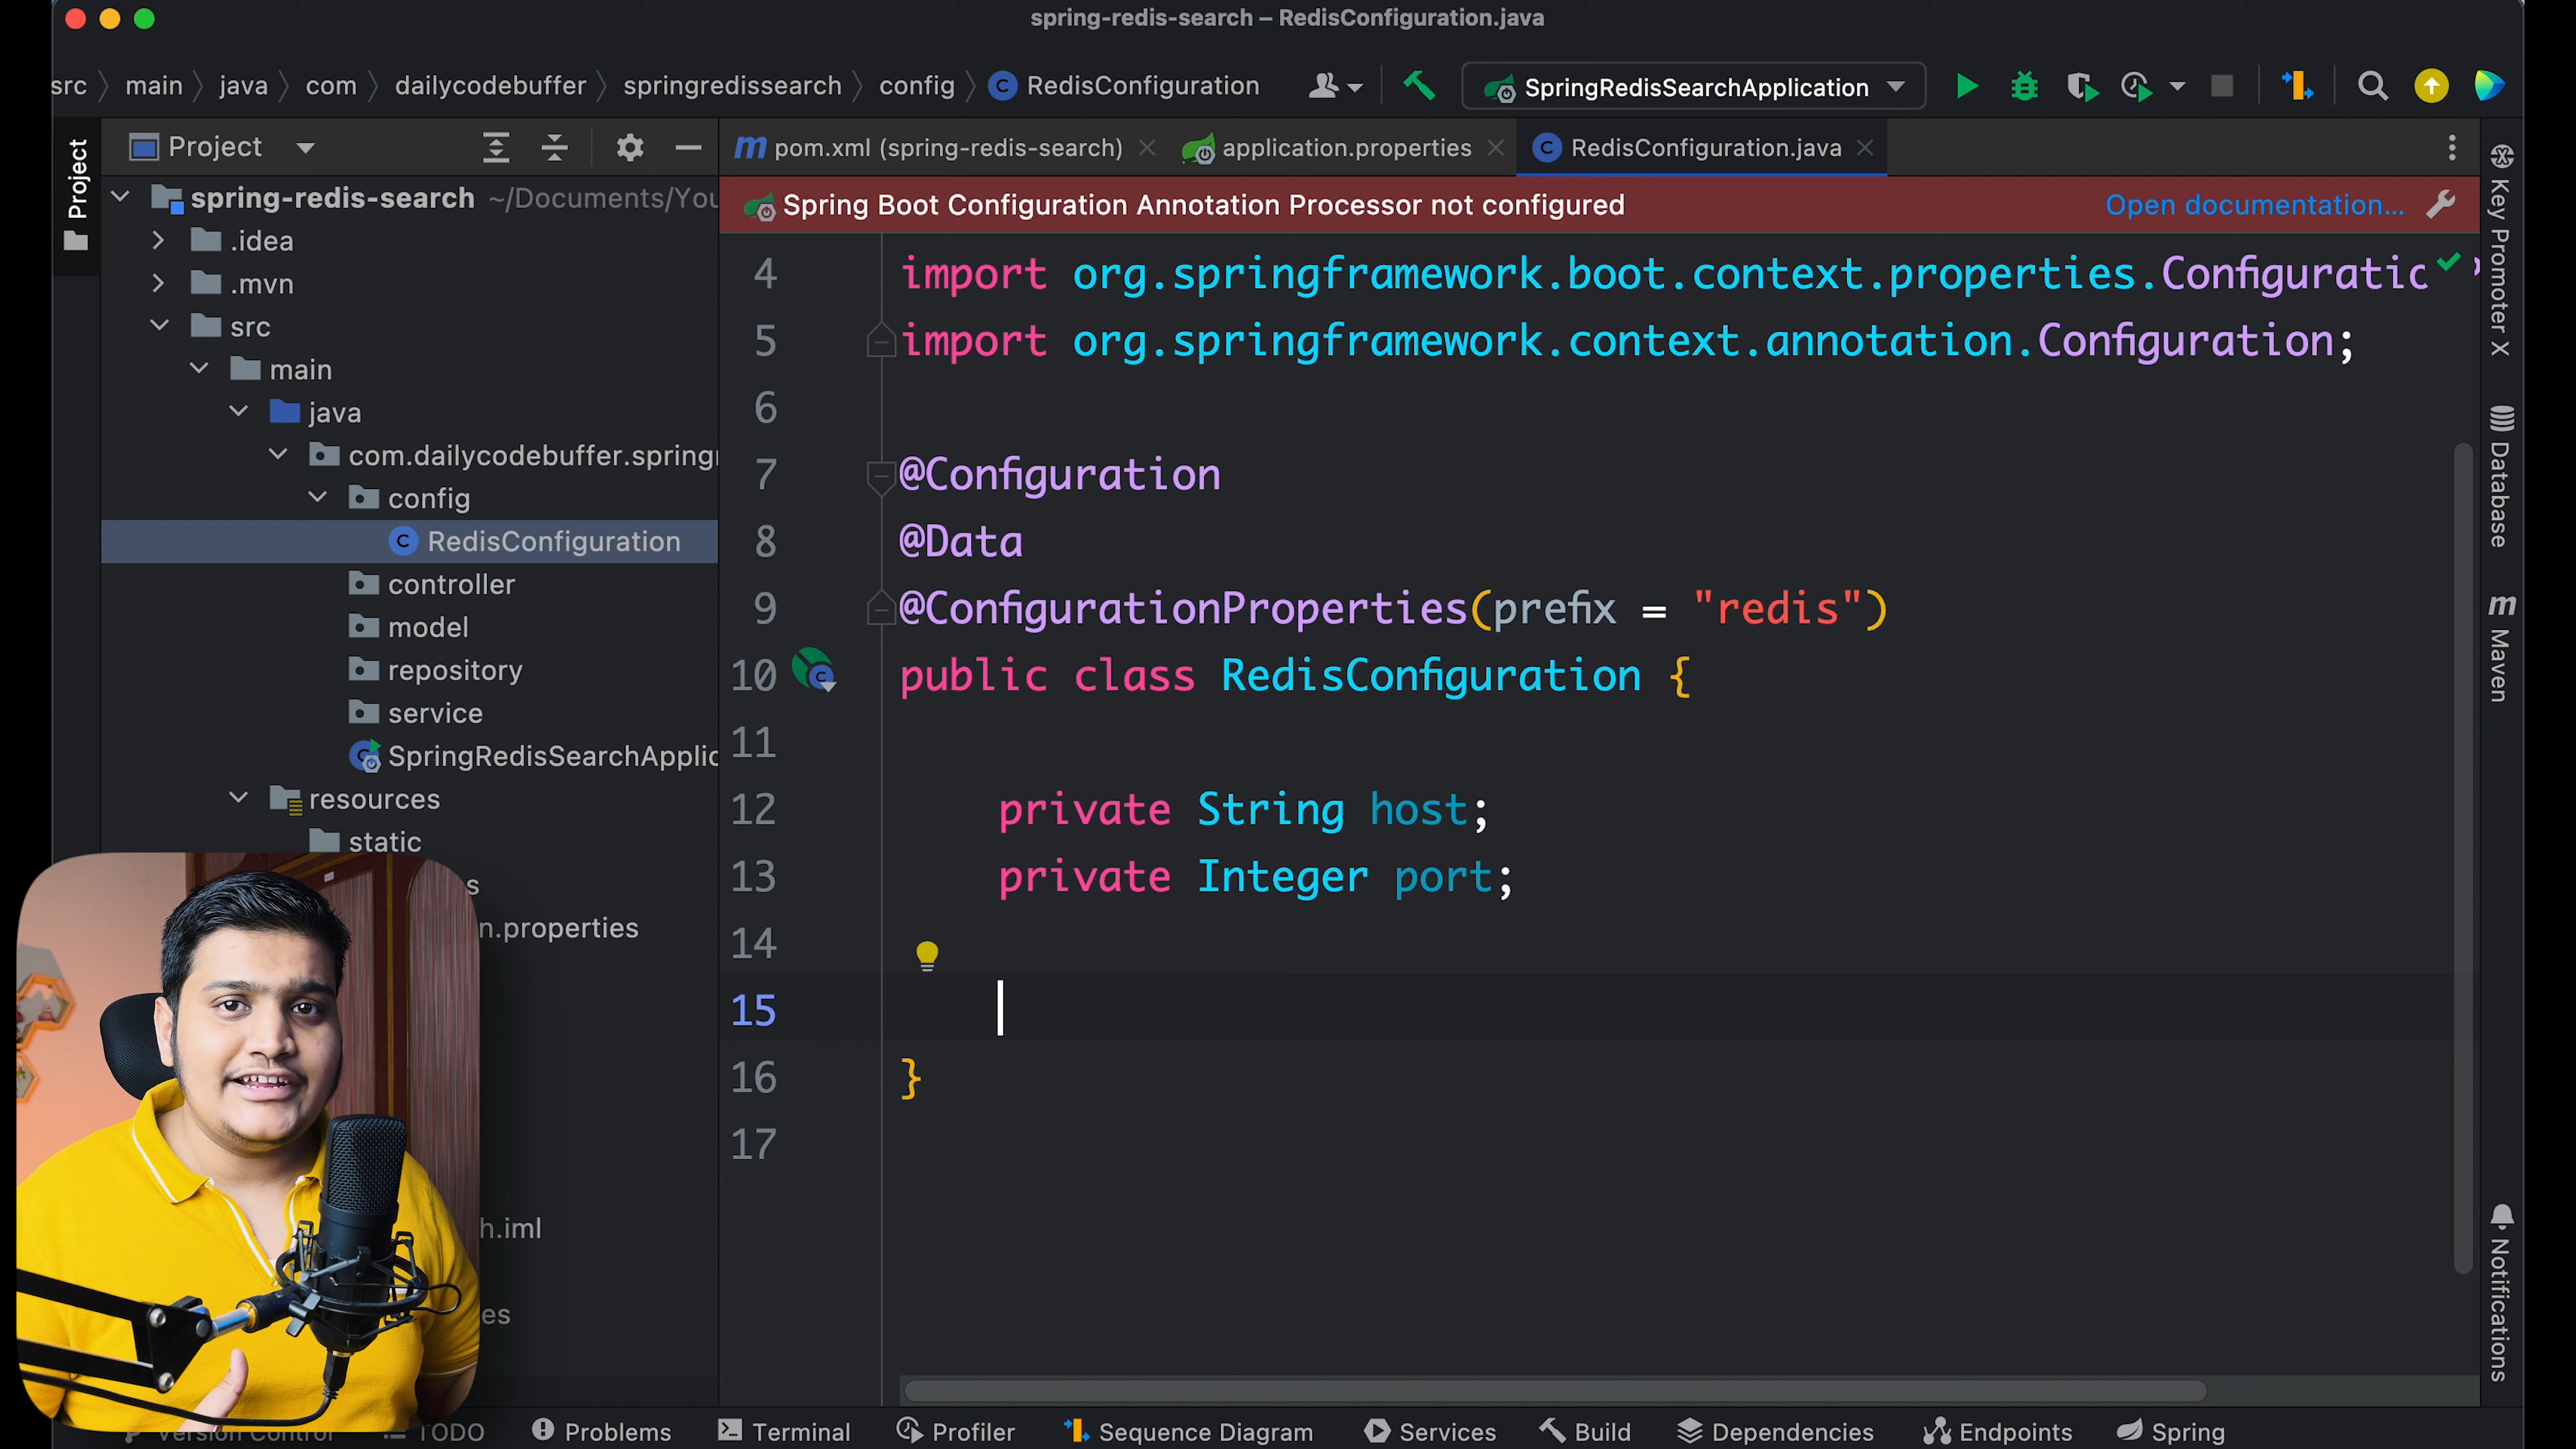 spring-redis-search – RedisConfiguration.java
src main java com dailycodebuffer springredissearch config RedisConfiguration SpringRedisSearchApplication
Project
pom.xml (spring-redis-search) application.properties RedisConfiguration.java
Spring Boot Configuration Annotation Processor not configured Open documentation...
Project
spring-redis-search ~/Documents/You
.idea
.mvn
src
main
java
com.dailycodebuffer.spring
config
RedisConfiguration
controller
model
repository
service
SpringRedisSearchApplic
resources
static
s
n.properties
h.iml
es
4 import org.springframework.boot.context.properties.Configuratic
5 import org.springframework.context.annotation.Configuration;
6
7 @Configuration
8 @Data
9 @ConfigurationProperties(prefix = "redis")
10 public class RedisConfiguration {
11
12 private String host;
13 private Integer port;
14
15
16 }
17
Key Promoter X
Database
Maven
Notifications
Version Control TODO Problems Terminal Profiler Sequence Diagram Services Build Dependencies Endpoints Spring